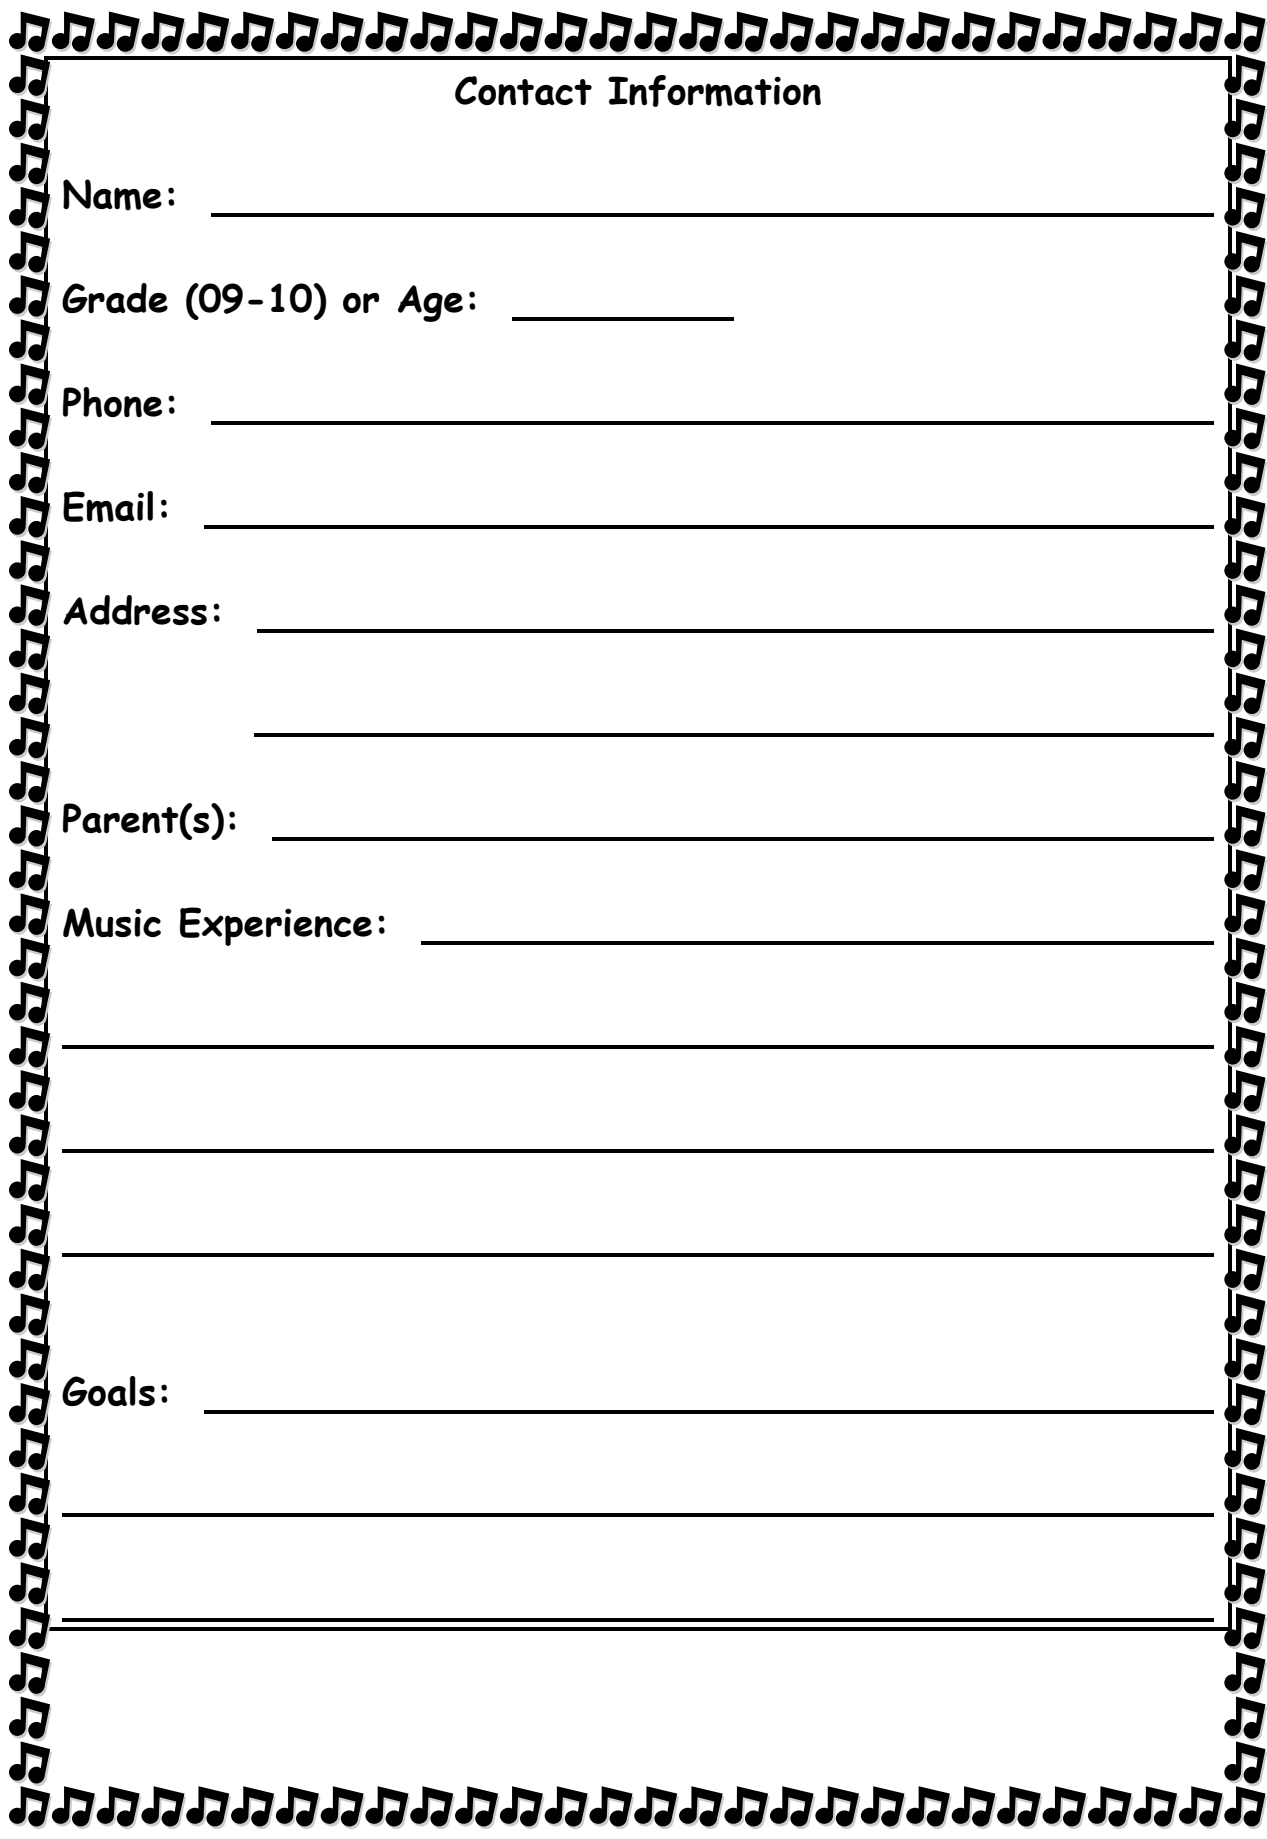 Contact Information
Name:
Grade (09-10) or Age:
Phone:
Email:
Address:
Parent(s):
Music Experience:
Goals: